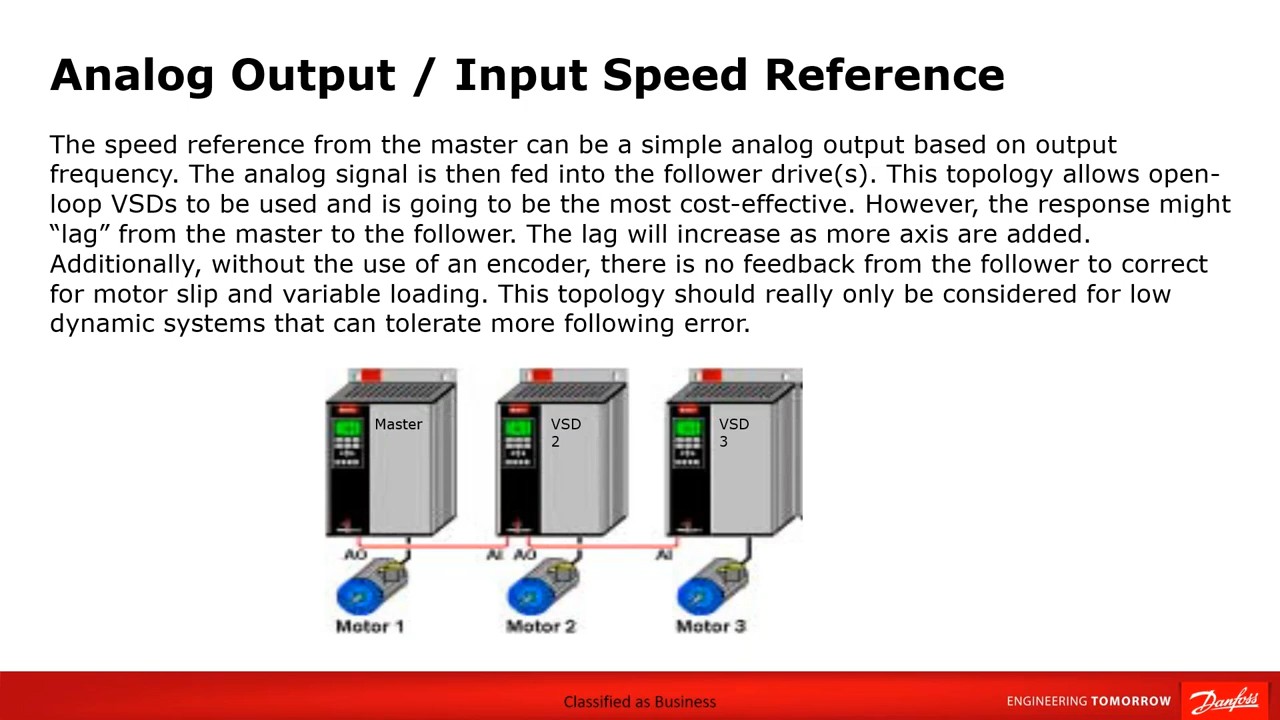 Analog Output / Input Speed Reference
The speed reference from the master can be a simple analog output based on output
frequency. The analog signal is then fed into the follower drive(s). This topology allows open-
loop VSDs to be used and is going to be the most cost-effective. However, the response might
“lag” from the master to the follower. The lag will increase as more axis are added.
Additionally, without the use of an encoder, there is no feedback from the follower to correct
for motor slip and variable loading. This topology should really only be considered for low
dynamic systems that can tolerate more following error.
Master
VSD
2
VSD
3
AO
AI
AO
AI
Motor 1
Motor 2
Motor 3
Classified as Business
ENGINEERING TOMORROW
Danfoss